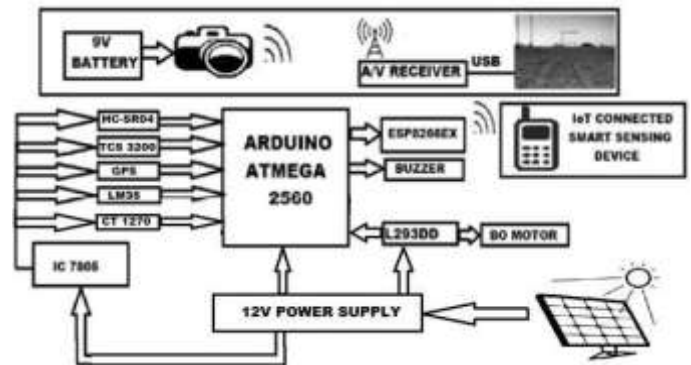 9V
BATTERY
A/V RECEIVER
USB
HC-SR04
TCS 3200
GPS
LM35
CT 1270
ARDUINO
ATMEGA
2560
ESP8266EX
BUZZER
L293DD
BO MOTOR
IoT CONNECTED
SMART SENSING
DEVICE
IC 7805
12V POWER SUPPLY